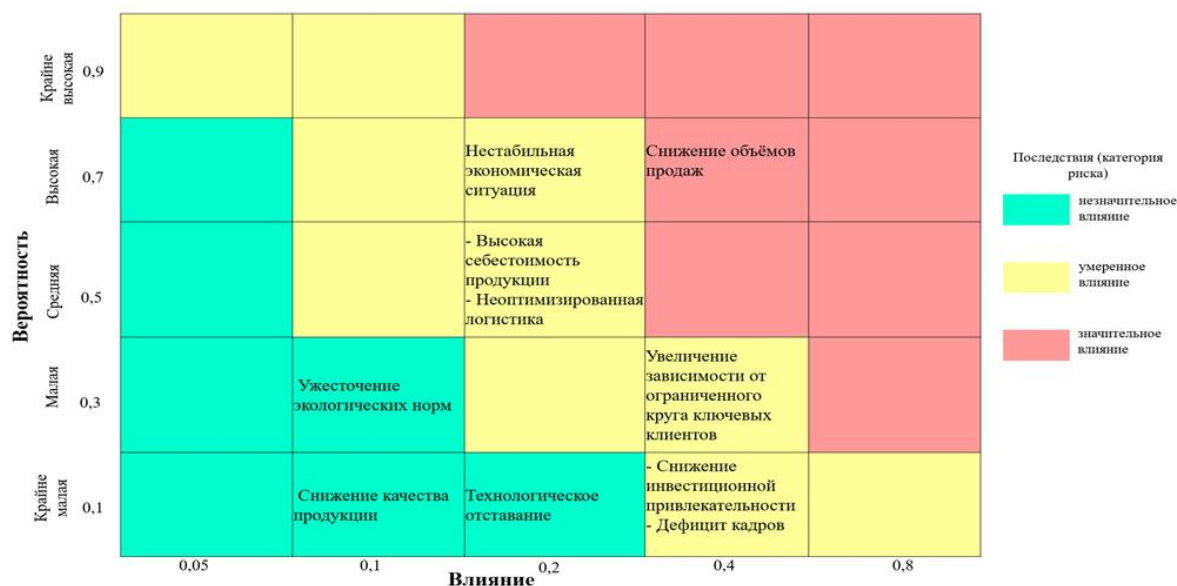 Вероятность
Крайне
высокая
0,9
Высокая
0,7
Нестабильная
экономическая
ситуация
Снижение объёмов
продаж
Средняя
0,5
- Высокая
себестоимость
продукции
- Неоптимизированная
логистика
Малая
0,3
Ужесточение
экологических норм
Увеличение
зависимости от
ограниченного
круга ключевых
клиентов
Крайне
малая
0,1
Снижение качества
продукции
Технологическое
отставание
- Снижение
инвестиционной
привлекательности
- Дефицит кадров
0,05
0,1
0,2
0,4
0,8
Влияние
Последствия (категория
риска)
незначительное
влияние
умеренное
влияние
значительное
влияние